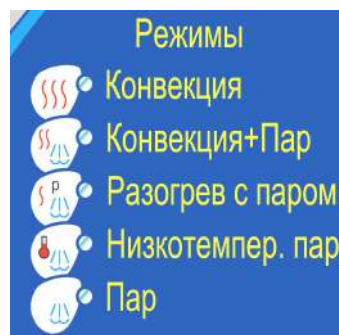 Режимы
Конвекция
Конвекция+Пар
Р
Разогрев с паром
Низкотемпер. пар
Пар